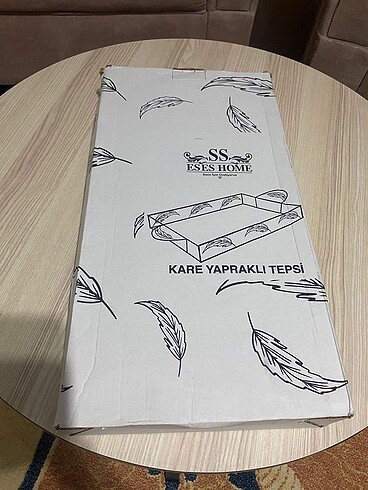 SS
ESES HOME
KARE YAPRAKLI TEPSİ